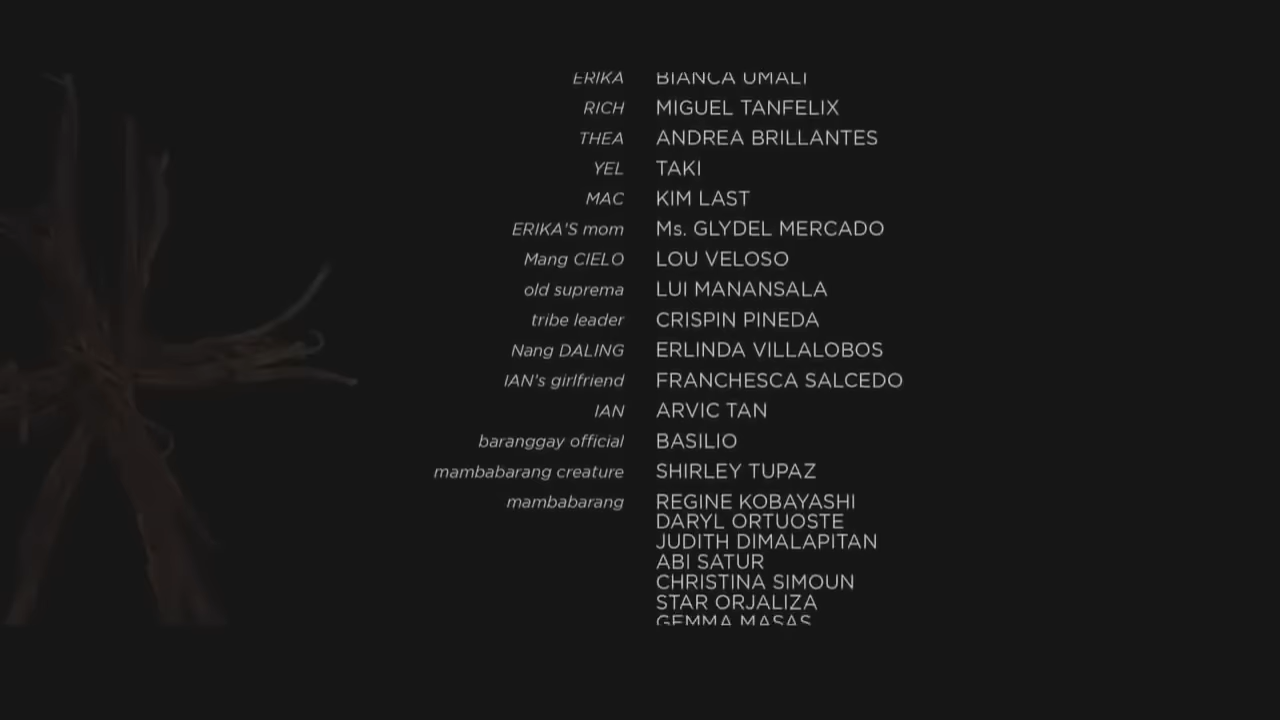 ERIKA BIANCA UMALI
RICH MIGUEL TANFELIX
THEA ANDREA BRILLANTES
YEL TAKI
MAC KIM LAST
ERIKA'S mom Ms. GLYDEL MERCADO
Mang CIELO LOU VELOSO
old suprema LUI MANANSALA
tribe leader CRISPIN PINEDA
Nang DALING ERLINDA VILLALOBOS
IAN's girlfriend FRANCHESCA SALCEDO
IAN ARVIC TAN
baranggay official BASILIO
mambabarang creature SHIRLEY TUPAZ
mambabarang REGINE KOBAYASHI
DARYL ORTUOSTE
JUDITH DIMALAPITAN
ABI SATUR
CHRISTINA SIMOUN
STAR ORJALIZA
GEMMA MASAS